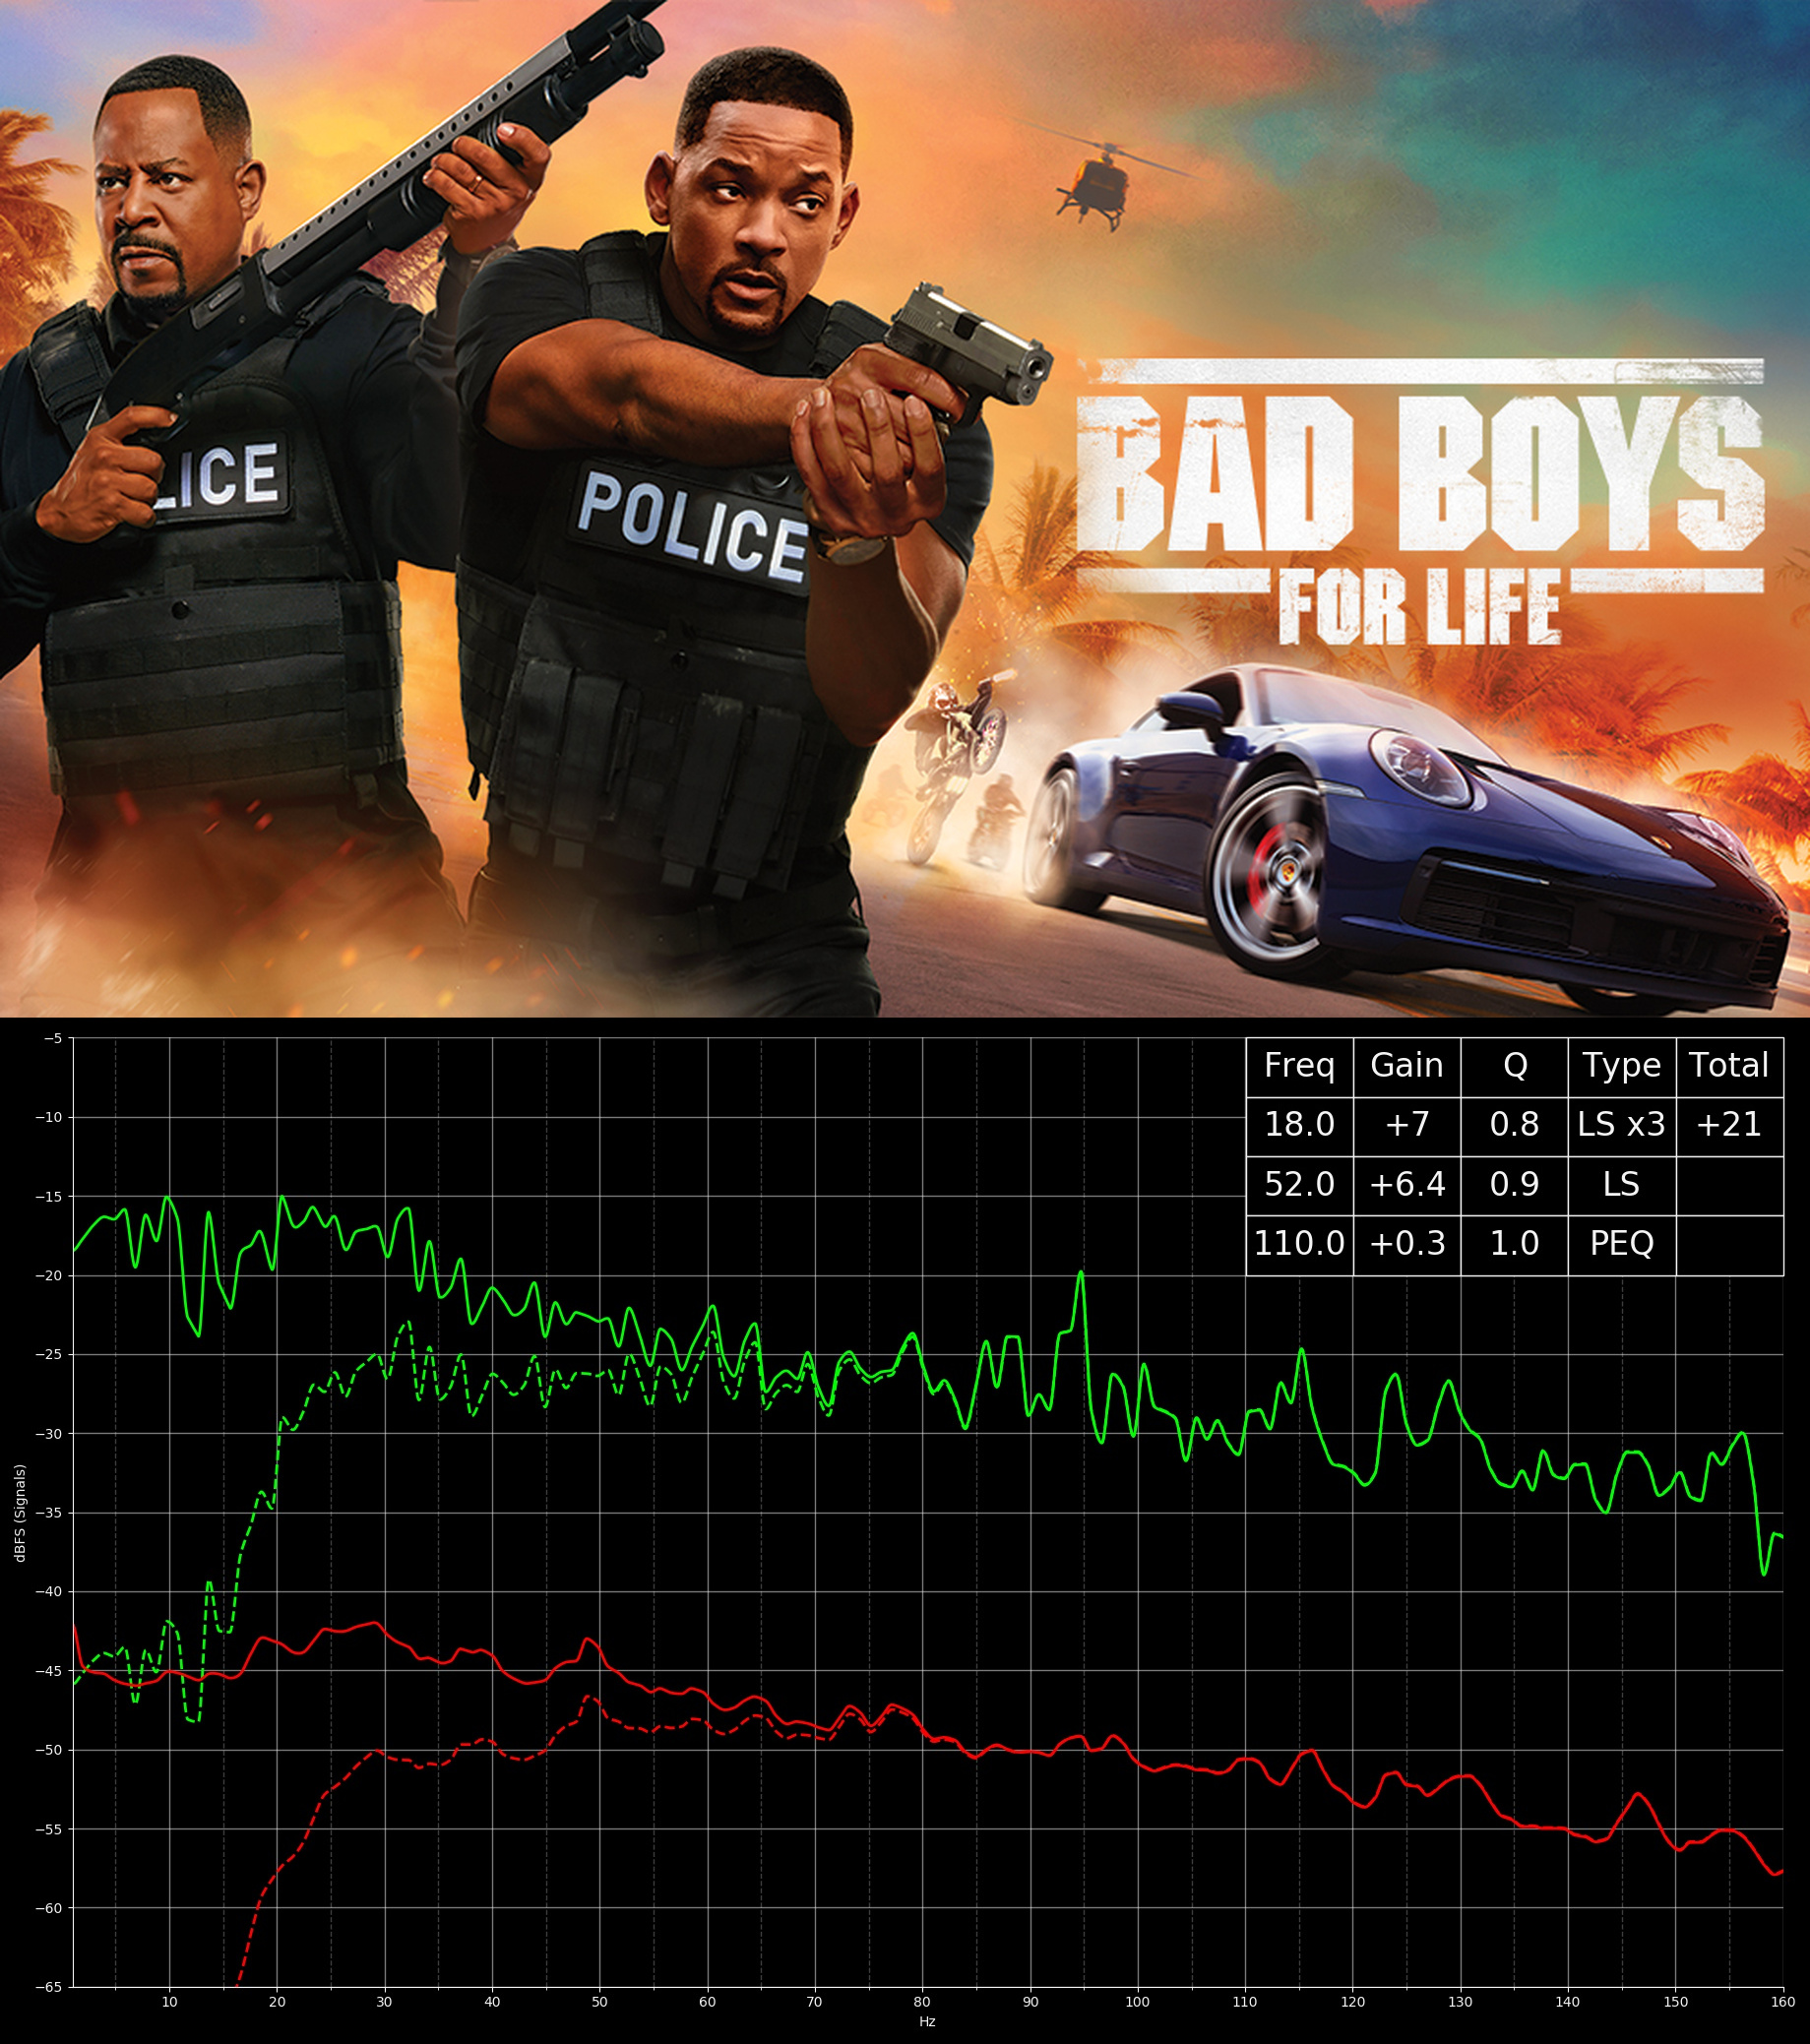 LICE
POLICE
BAD BOYS
FOR LIFE
Freq Gain Q Type Total
18.0 +7 0.8 LS x3 +21
52.0 +6.4 0.9 LS
110.0 +0.3 1.0 PEQ
−5
−10
−15
−20
−25
−30
−35
−40
−45
−50
−55
−60
−65
dBFS (Signals)
10 20 30 40 50 60 70 80 90 100 110 120 130 140 150 160
Hz